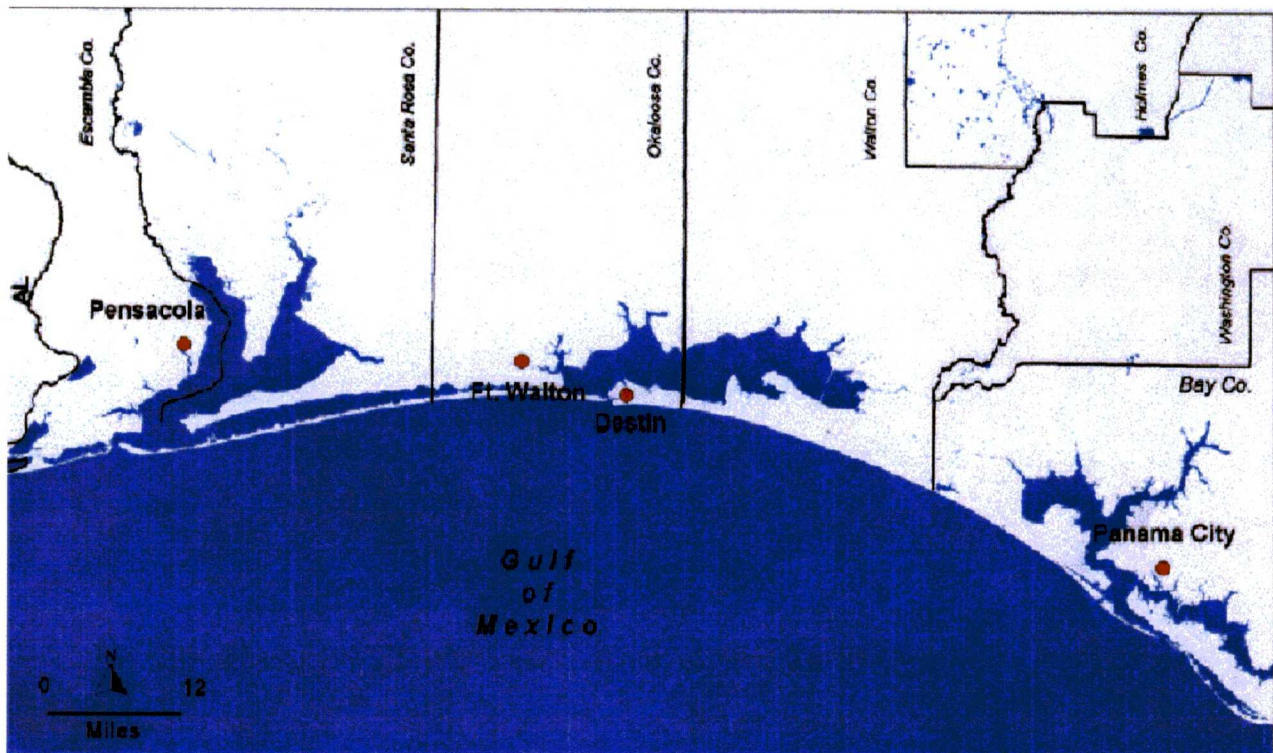 Escambia Co.
Santa Rosa Co.
Okaloosa Co.
Walton Co.
Holmes Co.
Washington Co.
AL
Pensacola
Ft. Walton
Destin
Bay Co.
Panama City
Gulf
of
Mexico
N
0 12
Miles